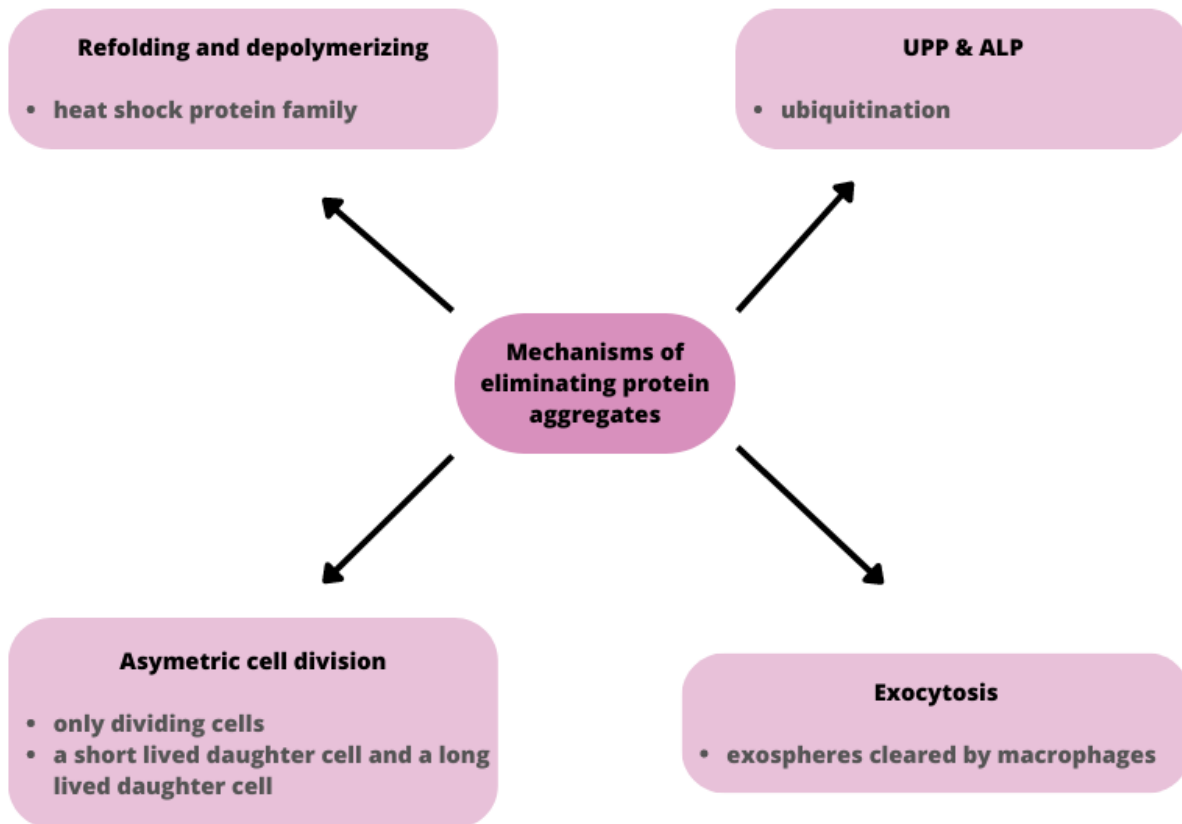 Refolding and depolymerizing
• heat shock protein family
UPP & ALP
• ubiquitination
Mechanisms of
eliminating protein
aggregates
Asymetric cell division
• only dividing cells
• a short lived daughter cell and a long
lived daughter cell
Exocytosis
• exospheres cleared by macrophages